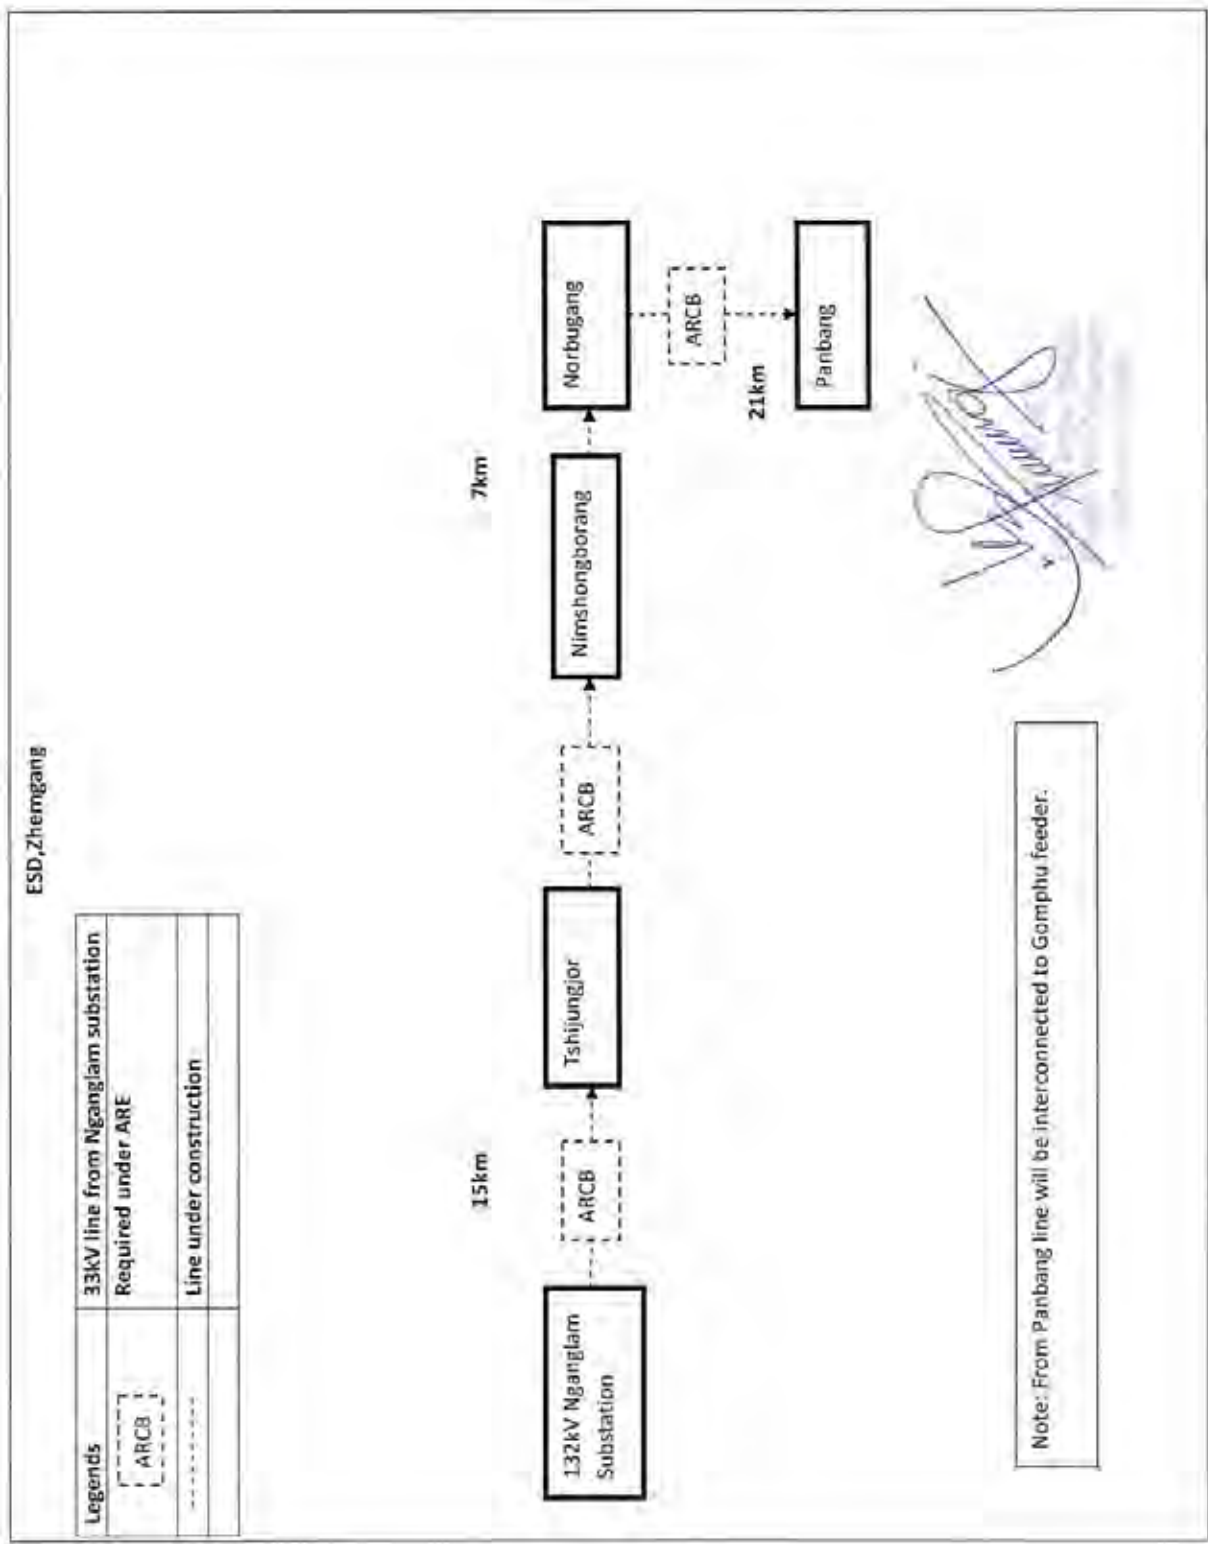 ESD,Zhemgang
Legends
33kV line from Nganglam substation
ARCB
Required under ARE
Line under construction
15km
7km
132kV Nganglam
Substation
ARCB
Tshijungjor
ARCB
Nimshongborang
Norbugang
ARCB
21km
Panbang
Note: From Panbang line will be interconnected to Gomphu feeder.